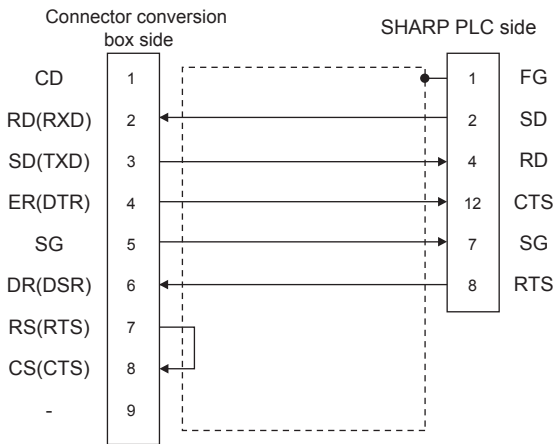 Connector conversion
box side
SHARP PLC side
CD 1 1 FG
RD(RXD) 2 2 SD
SD(TXD) 3 4 RD
ER(DTR) 4 12 CTS
SG 5 7 SG
DR(DSR) 6 8 RTS
RS(RTS) 7
CS(CTS) 8
- 9